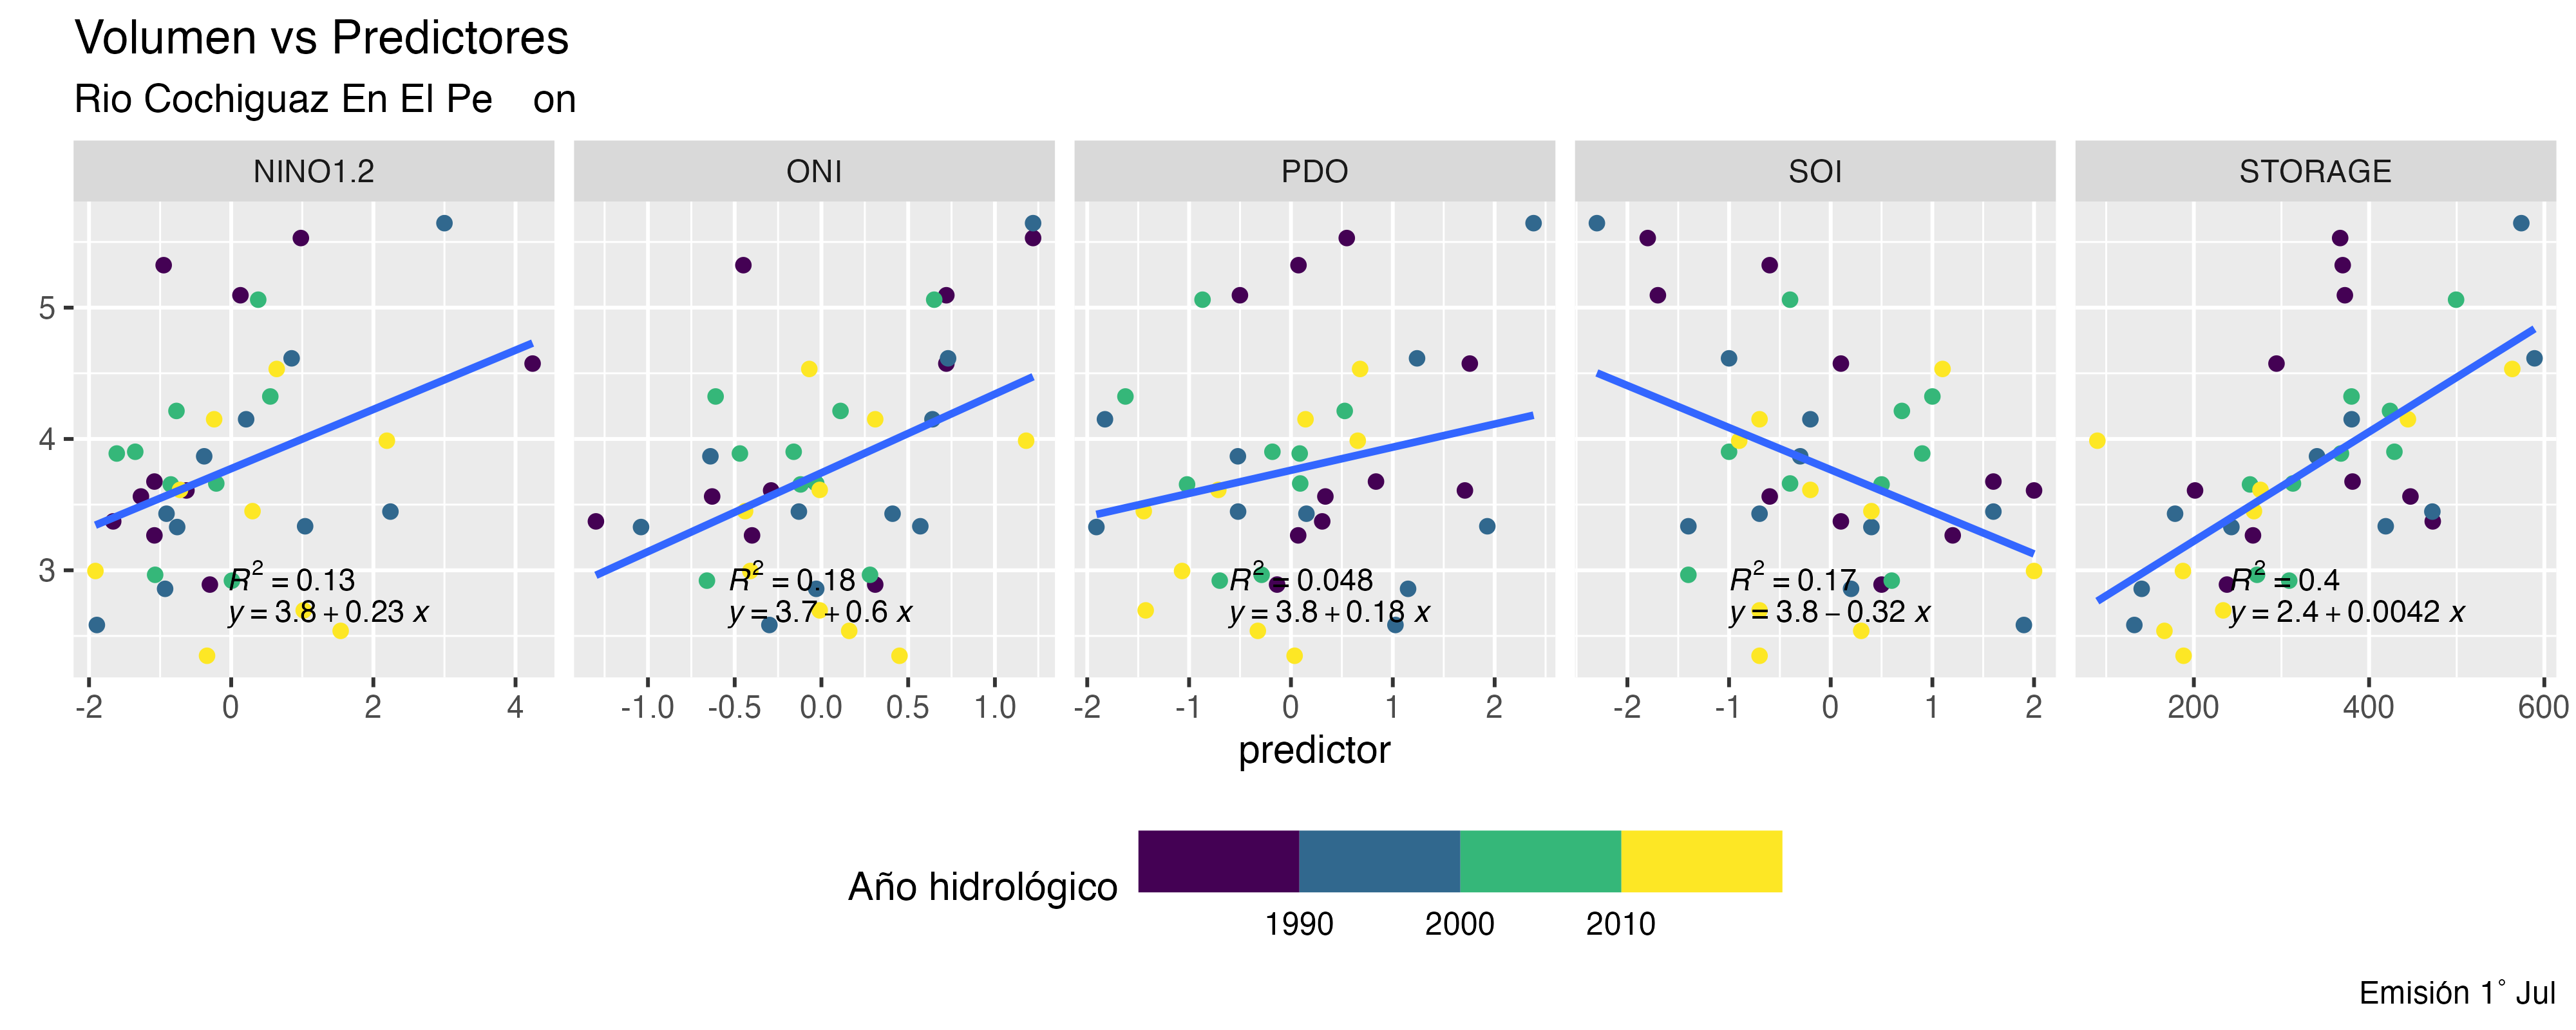 Volumen vs Predictores
Rio Cochiguaz En El Pe on
NINO1.2 ONI PDO SOI STORAGE
5
4
3
R² = 0.13 R² = 0.18 R² = 0.048 R² = 0.17 R² = 0.4
y = 3.8 + 0.23 x y = 3.7 + 0.6 x y = 3.8 + 0.18 x y = 3.8 − 0.32 x y = 2.4 + 0.0042 x
-2 0 2 4 -1.0 -0.5 0.0 0.5 1.0 -2 -1 0 1 2 -2 -1 0 1 2 200 400 600
predictor
Año hidrológico
1990 2000 2010
Emisión 1° Jul